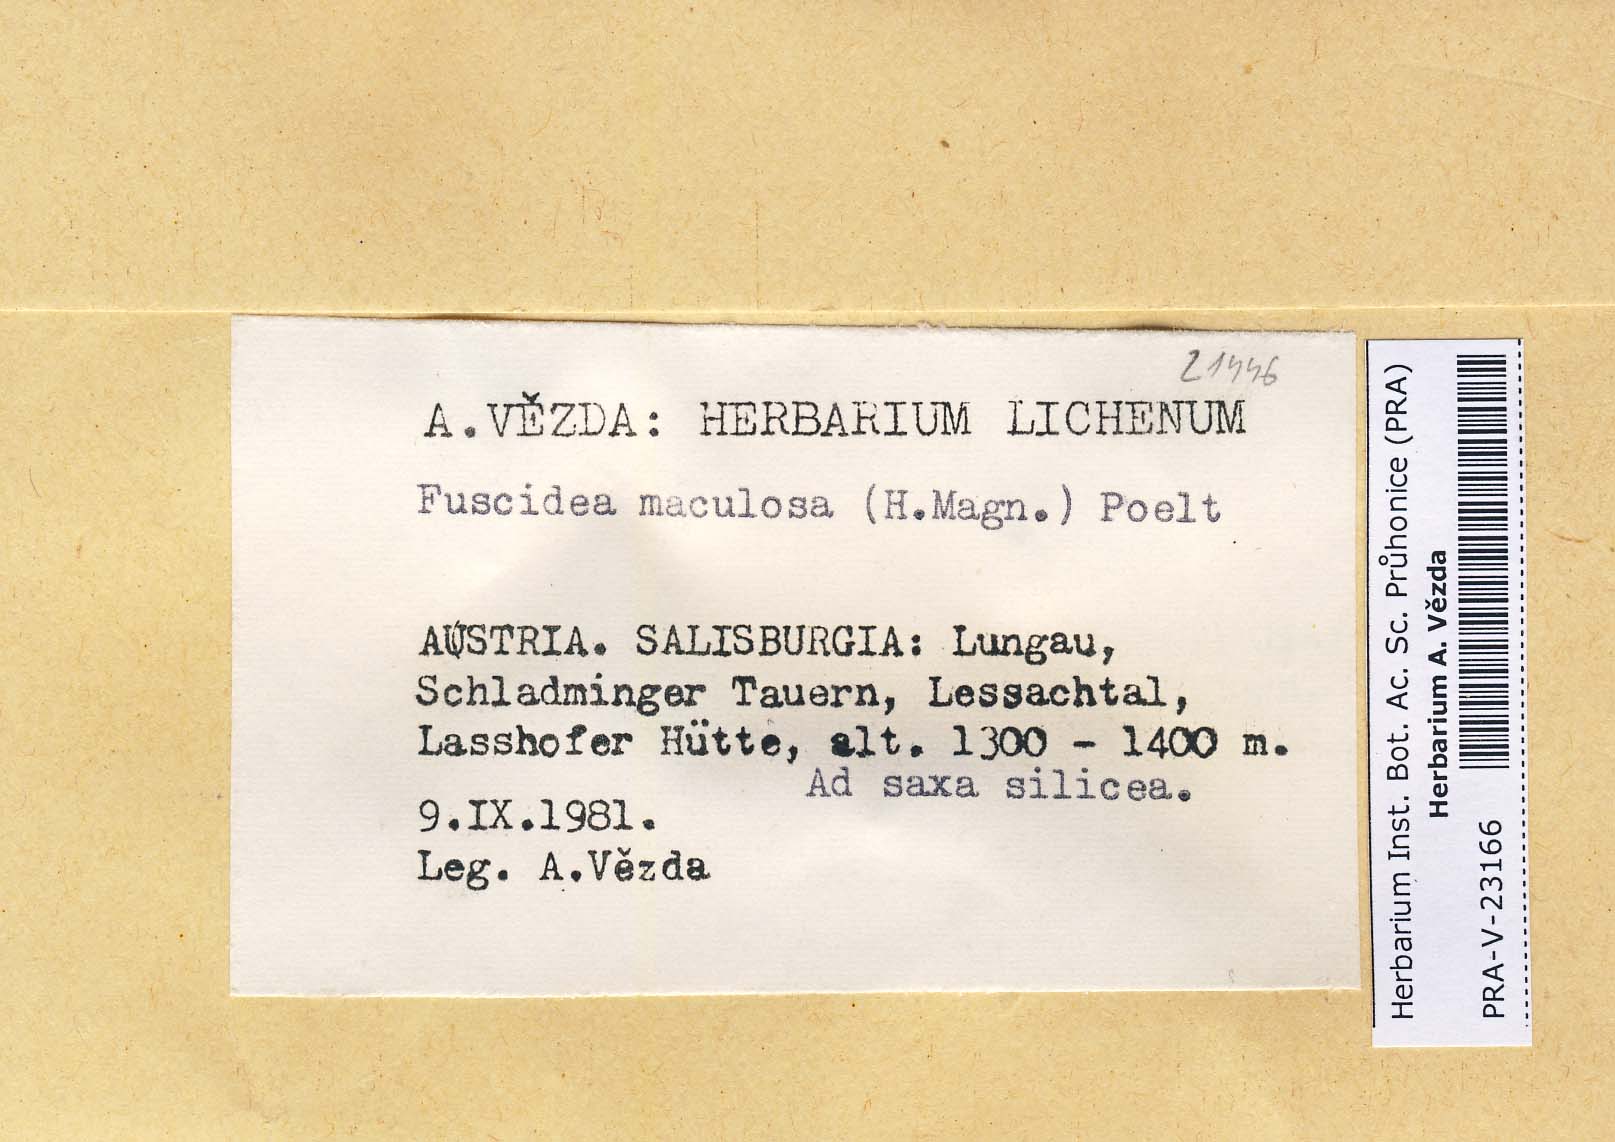 21446
A.VĚZDA: HERBARIUM LICHENUM
Fuscidea maculosa (H.Magn.) Poelt
AUSTRIA. SALISBURGIA: Lungau,
Schladminger Tauern, Lessachtal,
Lasshofer Hütte, alt. 1300 - 1400 m.
Ad saxa silicea.
9.IX.1981.
Leg. A.Vězda
Herbarium Inst. Bot. Ac. Sc. Průhonice (PRA)
Herbarium A. Vězda
PRA-V-23166